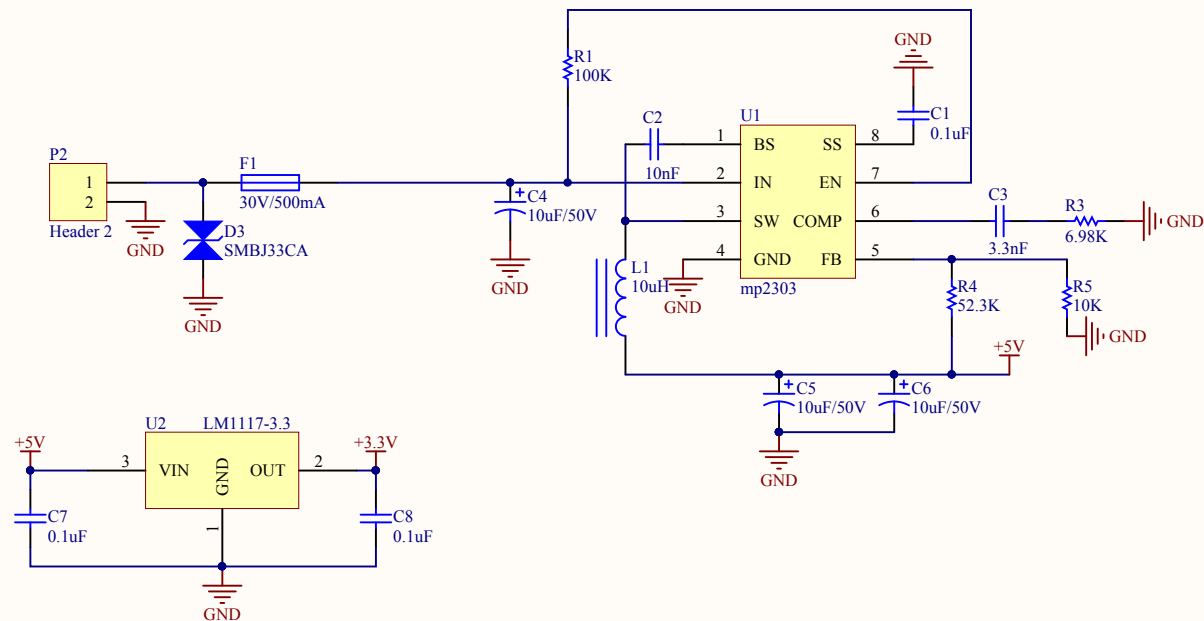 P2
1
2
Header 2
GND
F1
30V/500mA
D3
SMBJ33CA
GND
C4
10uF/50V
GND
R1
100K
C2
10nF
L1
10uH
GND
U1
1
BS
2
IN
3
SW
4
GND
SS
8
EN
7
COMP
6
FB
5
mp2303
GND
C1
0.1uF
C3
3.3nF
R3
6.98K
GND
R4
52.3K
R5
10K
GND
+5V
C5
10uF/50V
C6
10uF/50V
GND
U2
LM1117-3.3
+5V
3
VIN
GND
OUT
2
+3.3V
1
C7
0.1uF
C8
0.1uF
GND